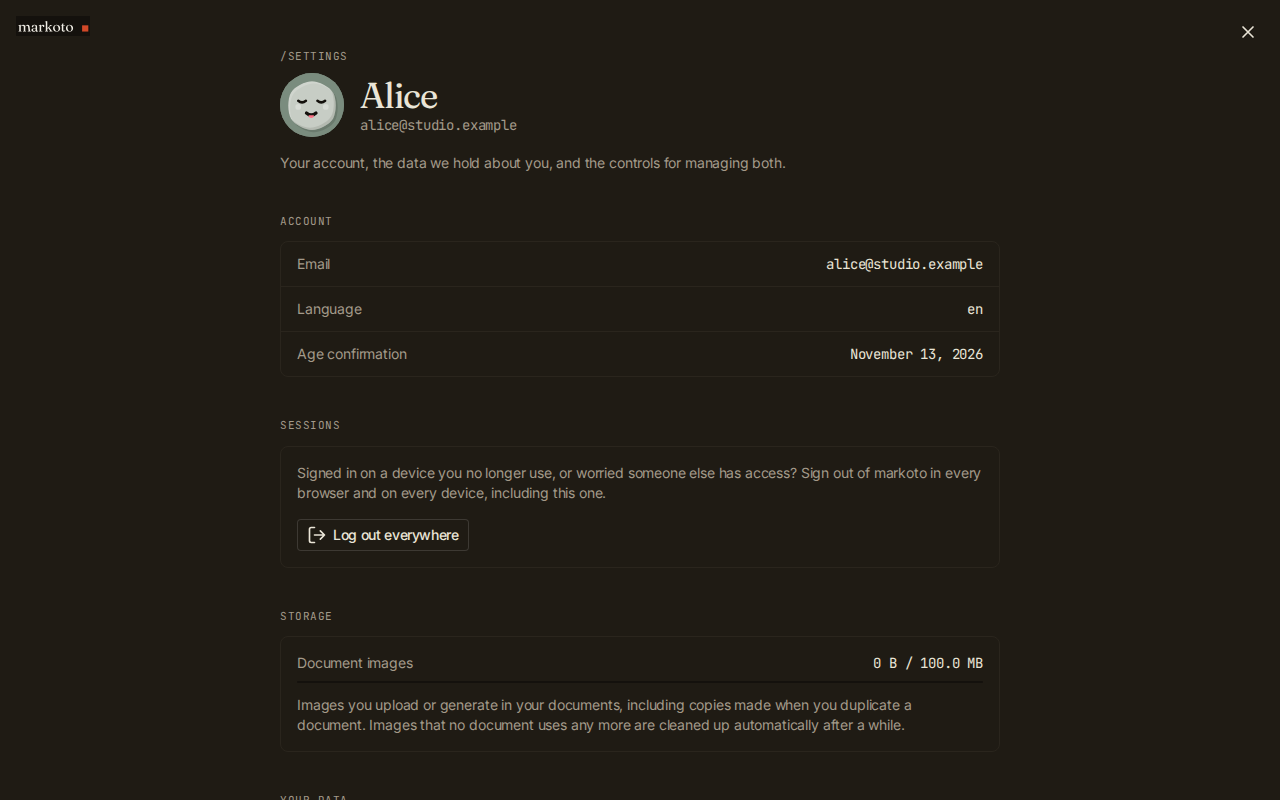 markoto
/SETTINGS
Alice
alice@studio.example
Your account, the data we hold about you, and the controls for managing both.
ACCOUNT
Email alice@studio.example
Language en
Age confirmation November 13, 2026
SESSIONS
Signed in on a device you no longer use, or worried someone else has access? Sign out of markoto in every
browser and on every device, including this one.
Log out everywhere
STORAGE
Document images 0 B / 100.0 MB
Images you upload or generate in your documents, including copies made when you duplicate a
document. Images that no document uses any more are cleaned up automatically after a while.
YOUR DATA